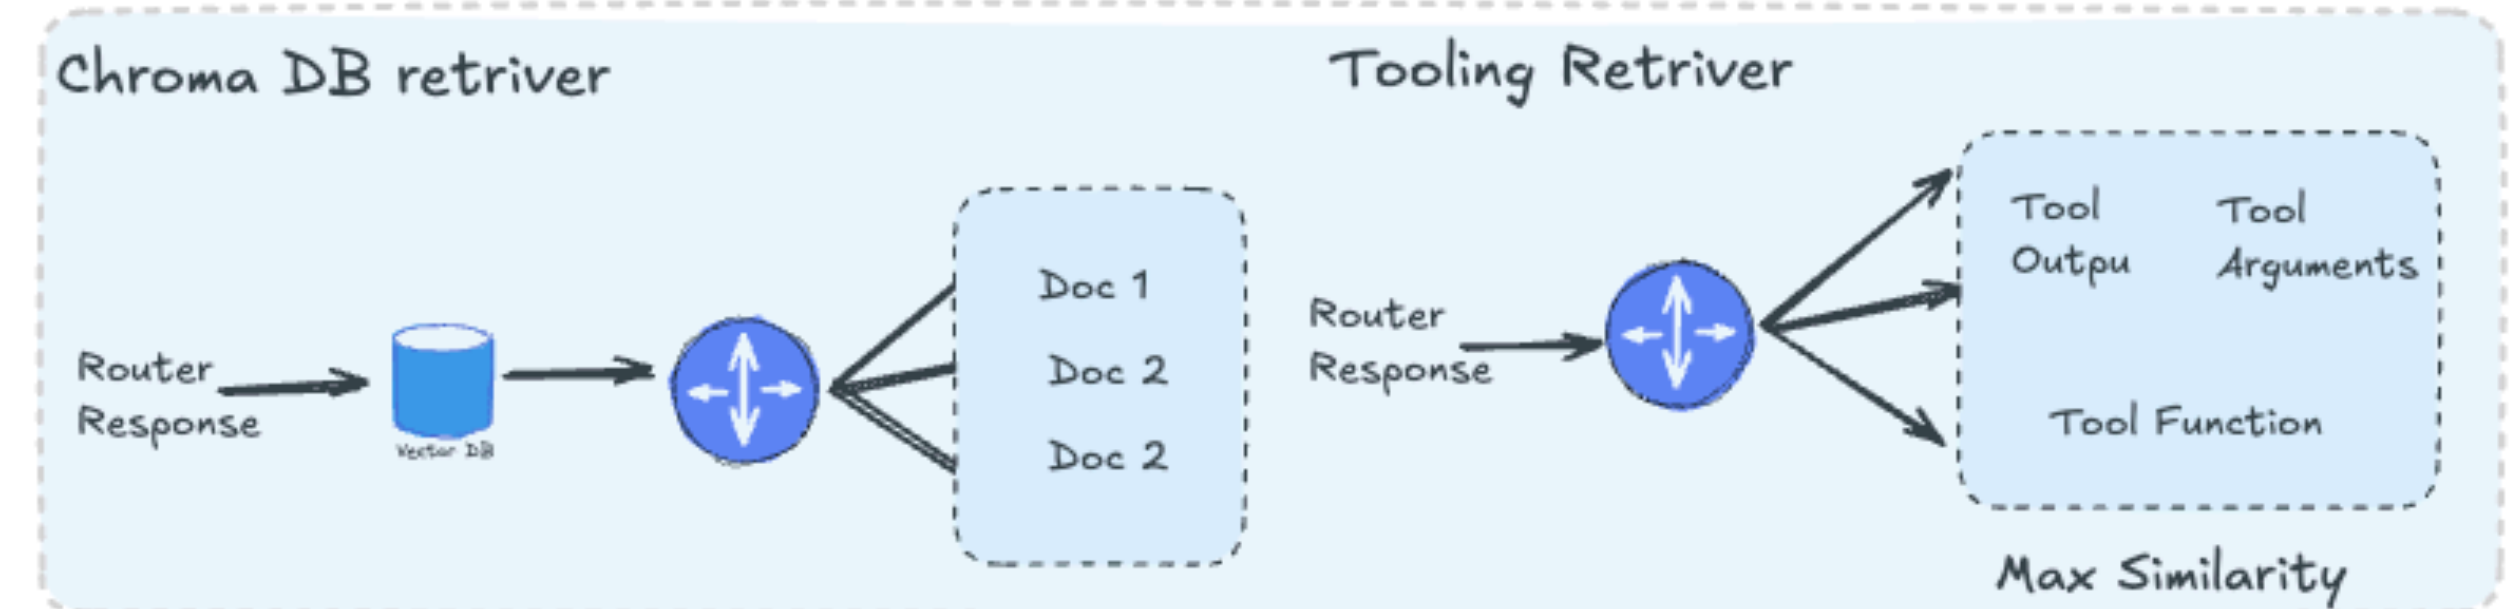 Chroma DB retriver
Router
Response
Vector DB
Doc 1
Doc 2
Doc 2
Tooling Retriver
Router
Response
Tool
Outpu
Tool
Arguments
Tool Function
Max Similarity